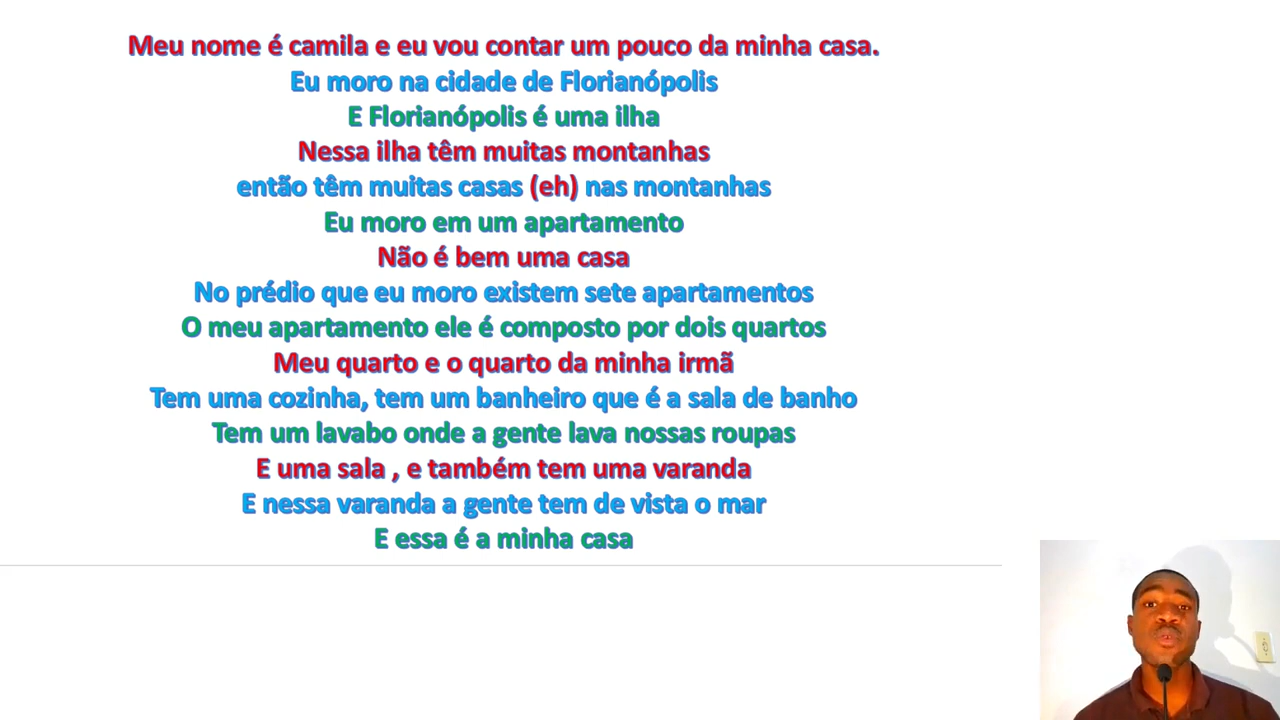 Meu nome é camila e eu vou contar um pouco da minha casa.
Eu moro na cidade de Florianópolis
E Florianópolis é uma ilha
Nessa ilha têm muitas montanhas
então têm muitas casas (eh) nas montanhas
Eu moro em um apartamento
Não é bem uma casa
No prédio que eu moro existem sete apartamentos
O meu apartamento ele é composto por dois quartos
Meu quarto e o quarto da minha irmã
Tem uma cozinha, tem um banheiro que é a sala de banho
Tem um lavabo onde a gente lava nossas roupas
E uma sala , e também tem uma varanda
E nessa varanda a gente tem de vista o mar
E essa é a minha casa